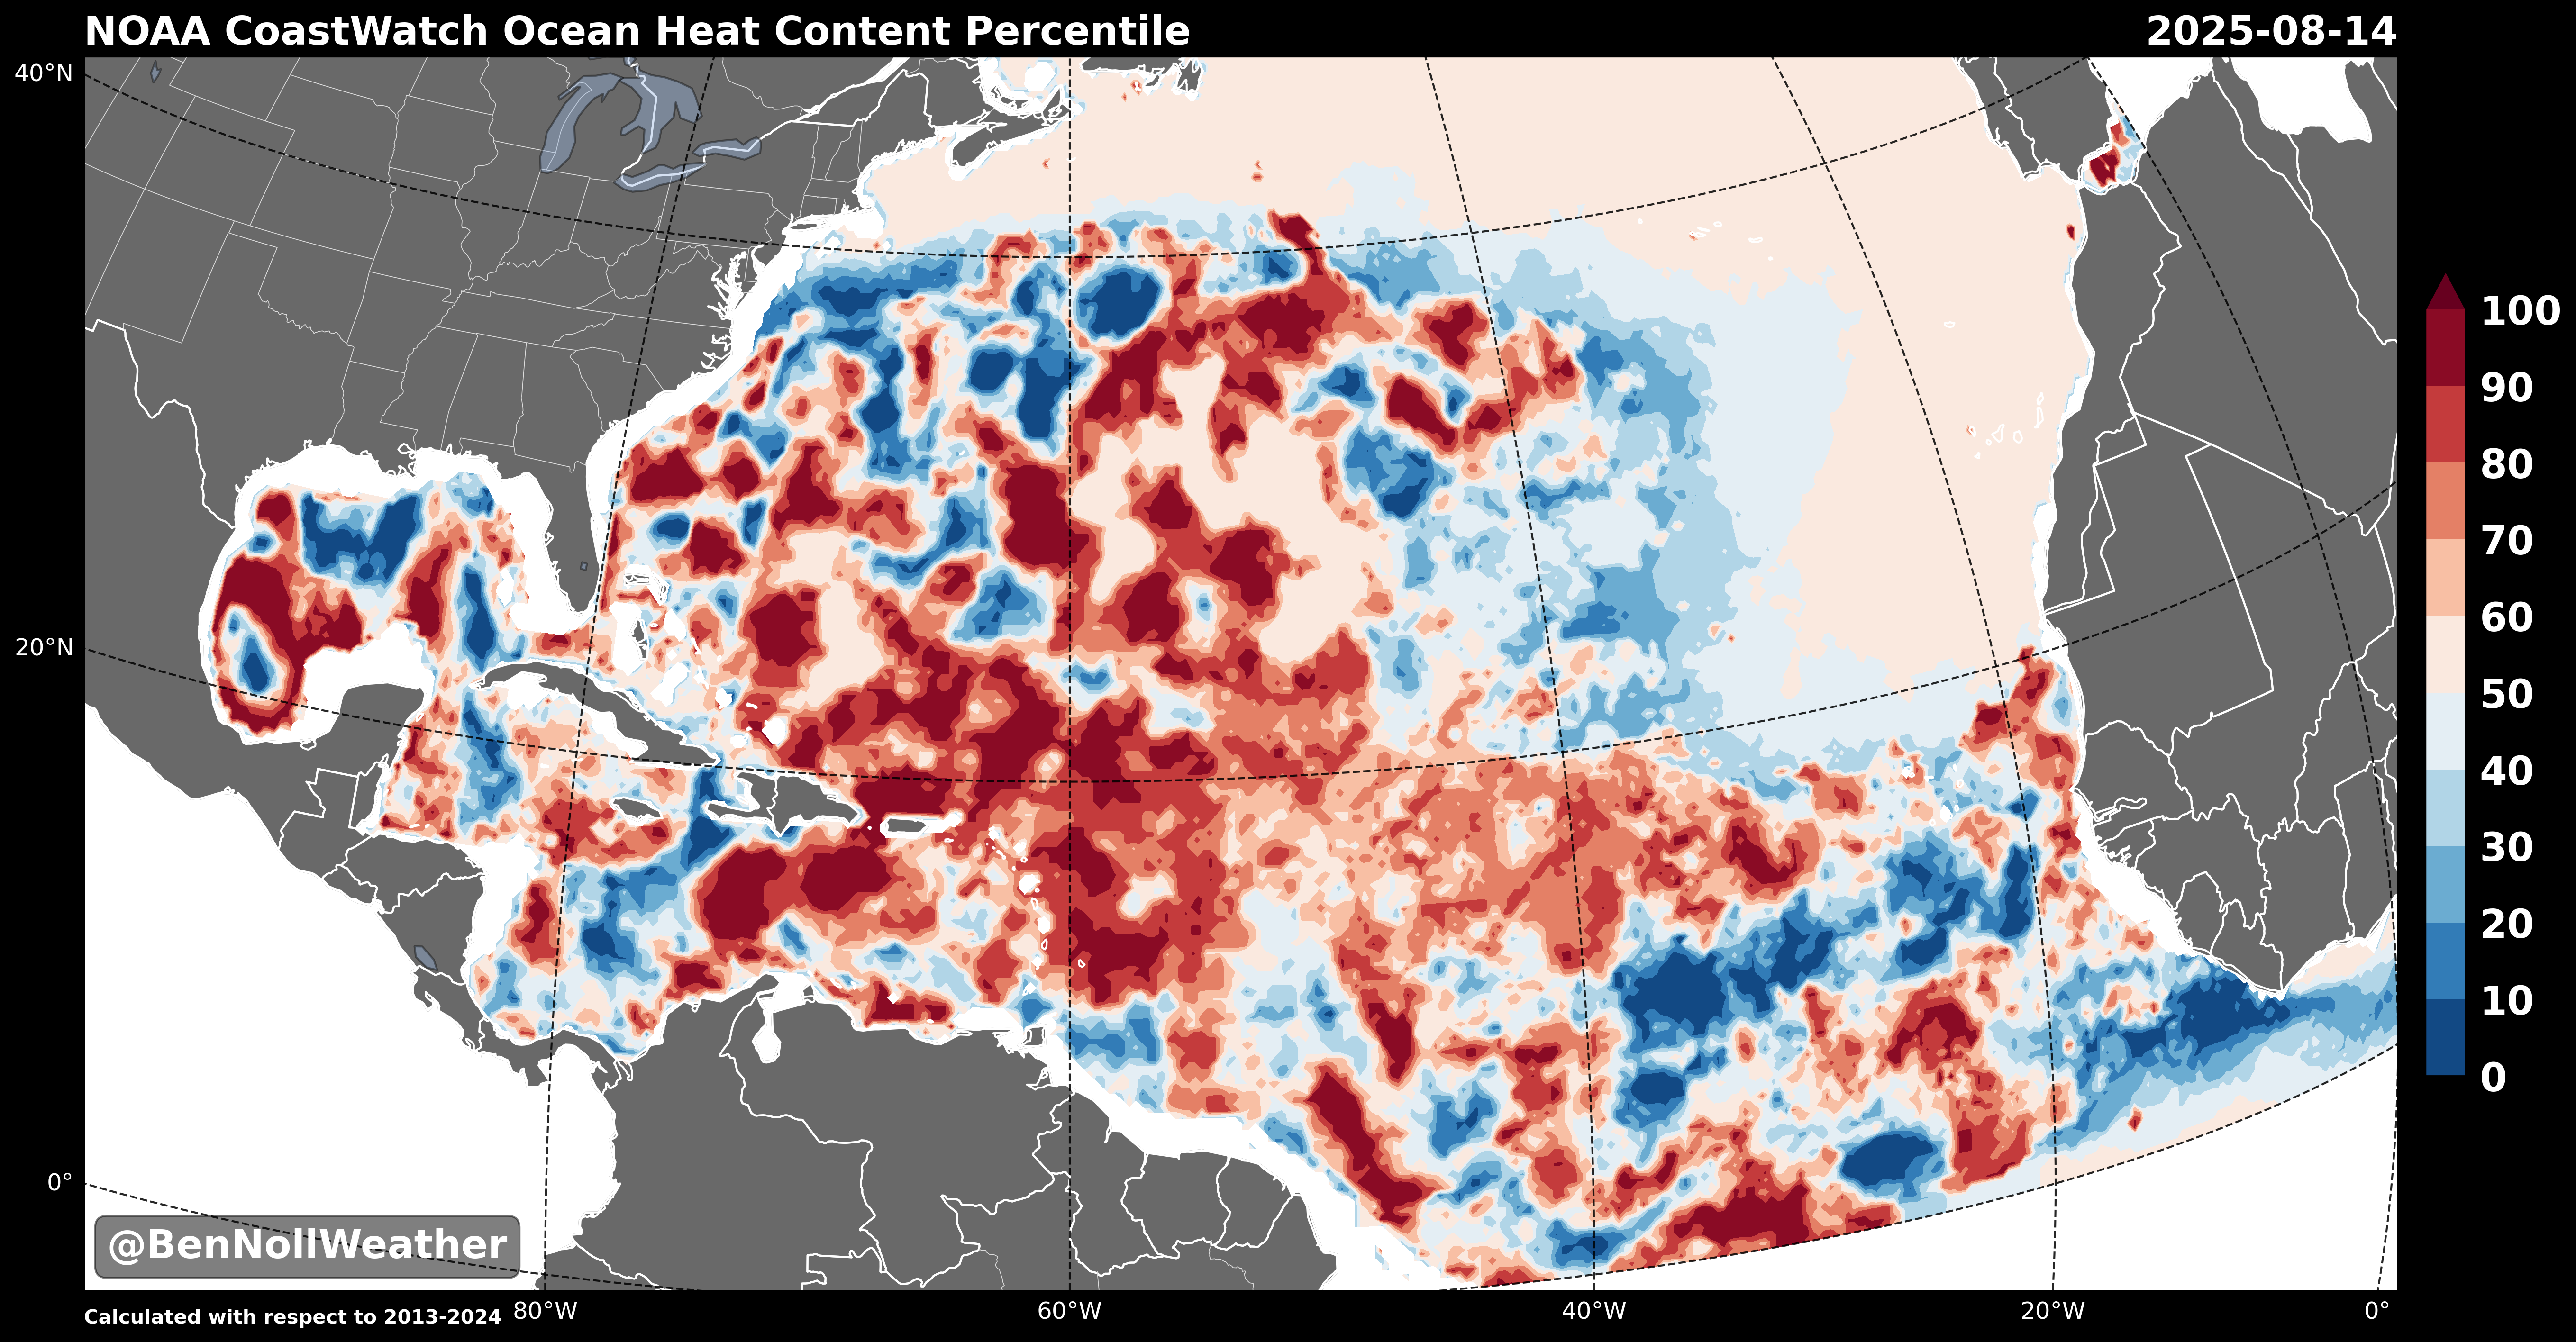 NOAA CoastWatch Ocean Heat Content Percentile 2025-08-14
40°N
20°N
0°
100
90
80
70
60
50
40
30
20
10
0
@BenNollWeather
Calculated with respect to 2013-2024
80°W 60°W 40°W 20°W 0°